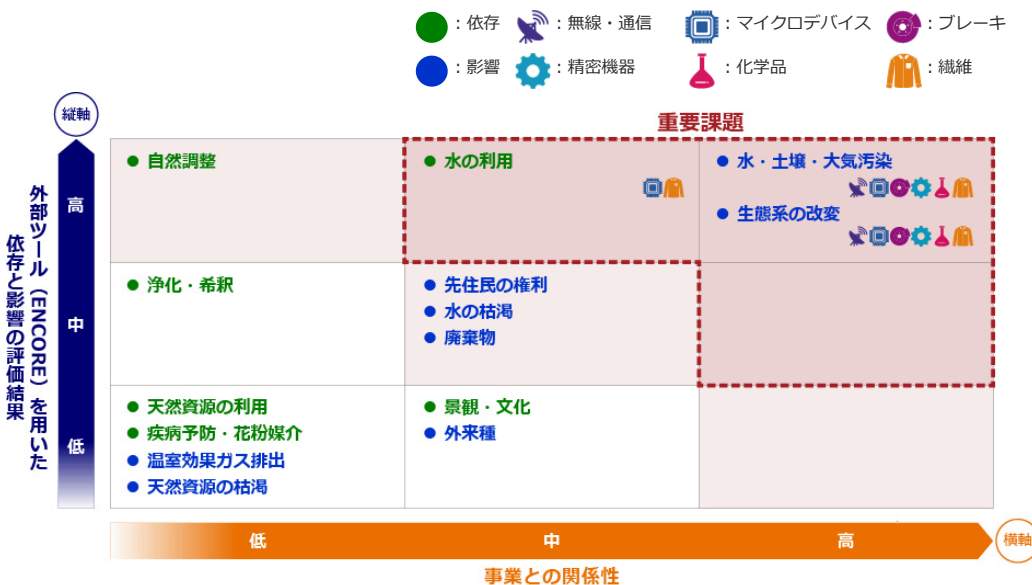 ：依存
：無線・通信
：マイクロデバイス
：ブレーキ
：影響
：精密機器
：化学品
：繊維
縦軸
重要課題
外部ツール（ENCORE）を用いた
依存と影響の評価結果
高
自然調整
水の利用
水・土壌・大気汚染
生態系の改変
中
浄化・希釈
先住民の権利
水の枯渇
廃棄物
低
天然資源の利用
疾病予防・花粉媒介
温室効果ガス排出
天然資源の枯渇
景観・文化
外来種
低
中
高
横軸
事業との関係性